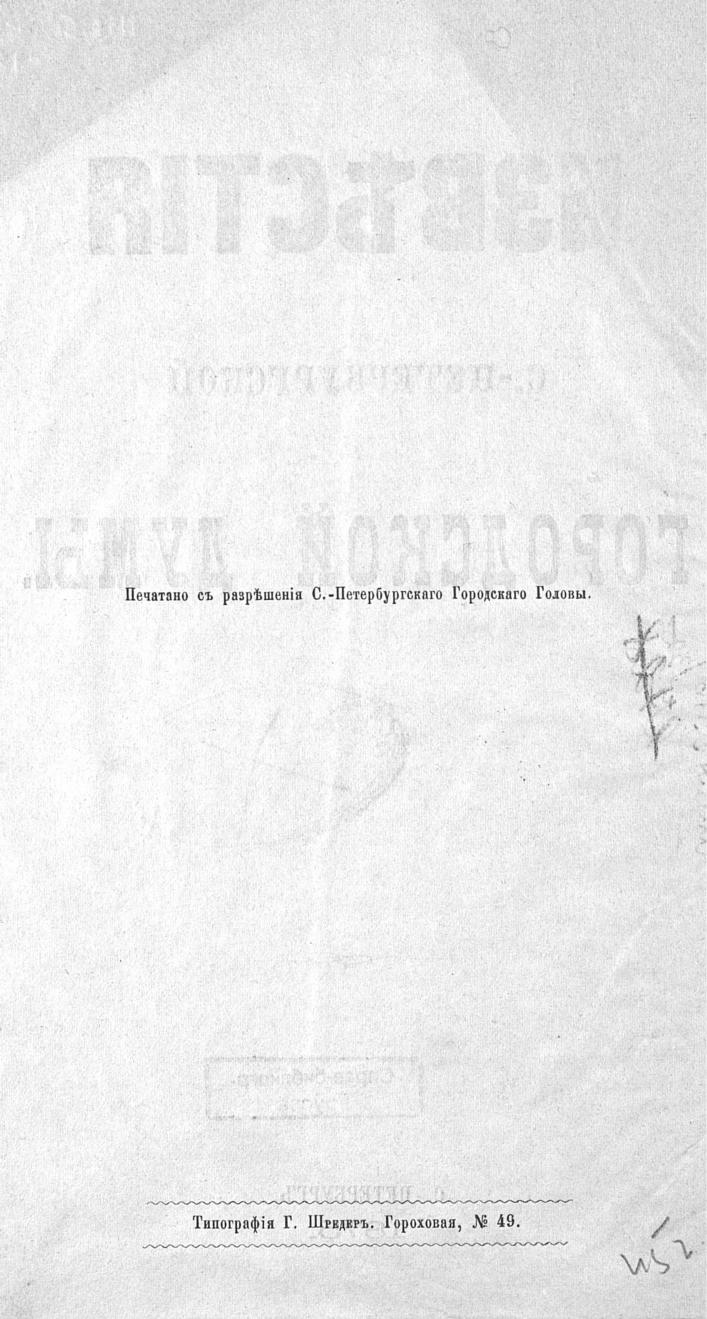 Печатано съ разрѣшенія С.-Петербургскаго Городскаго Головы.
Типографія Г. Шредеръ. Гороховая, № 49.